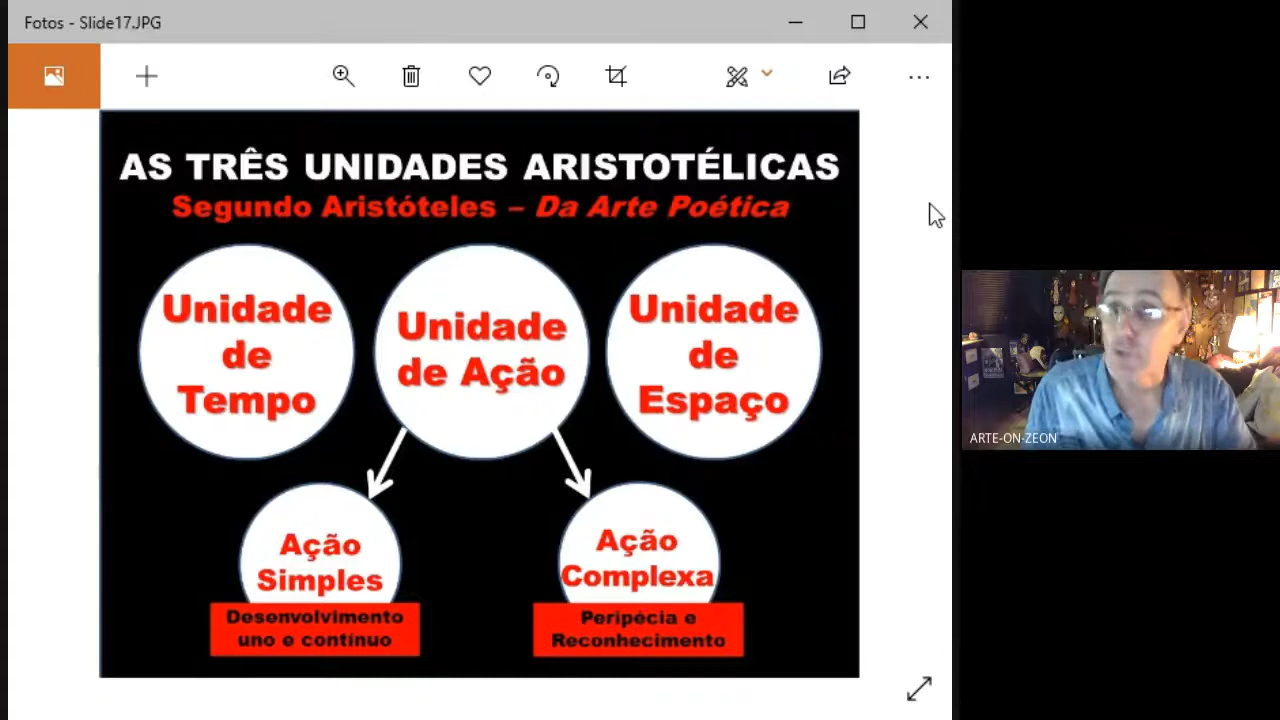 Fotos - Slide17.JPG
AS TRÊS UNIDADES ARISTOTÉLICAS
Segundo Aristóteles – Da Arte Poética
Unidade
de
Tempo
Unidade
de Ação
Unidade
de
Espaço
Ação
Simples
Desenvolvimento
uno e contínuo
Ação
Complexa
Peripécia e
Reconhecimento
ARTE-ON-ZEON